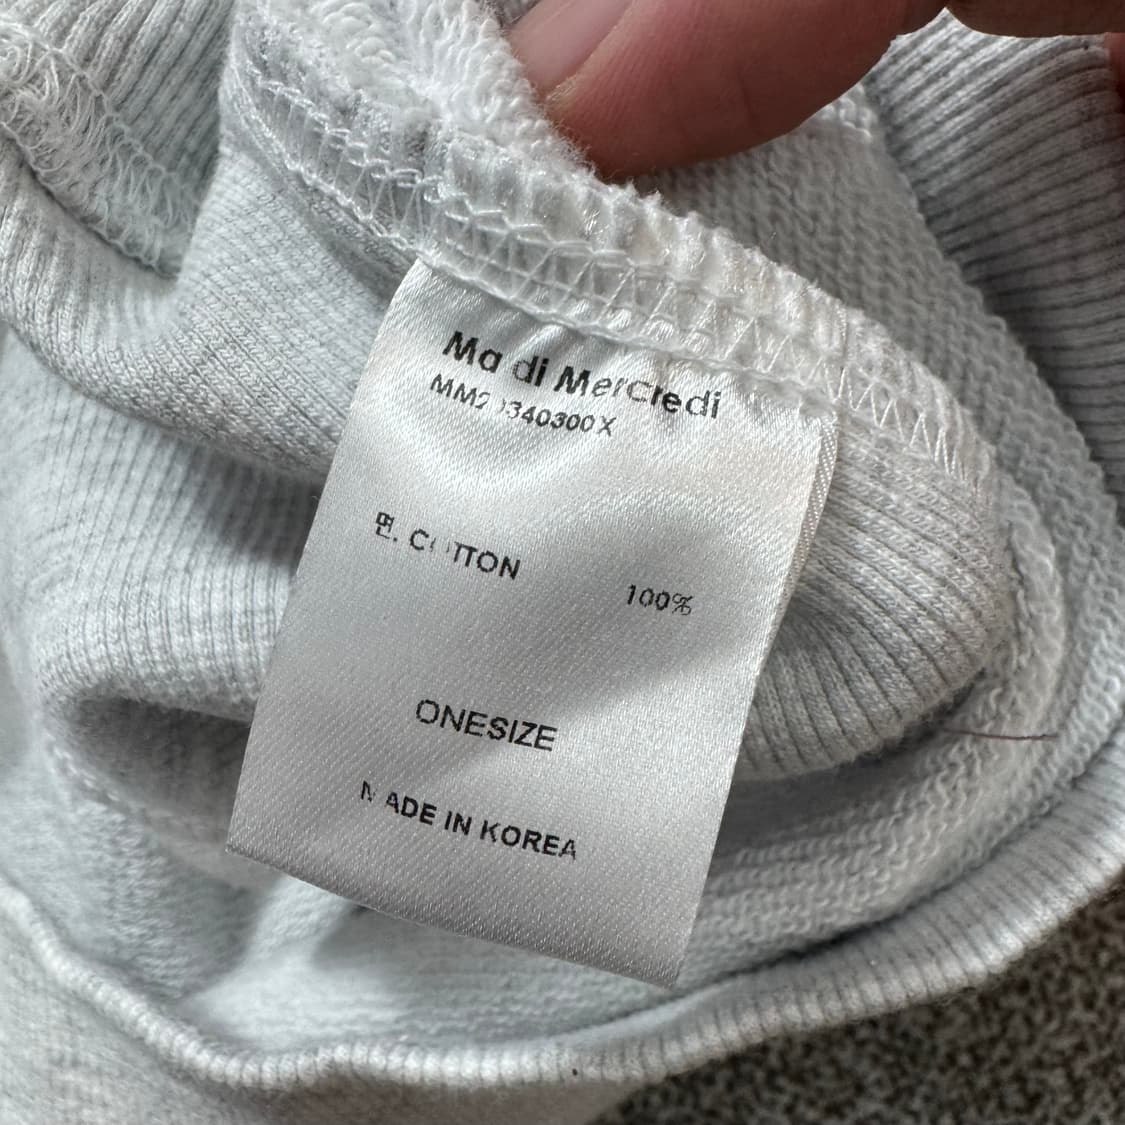 Ma di MerCredi
면. COTTON 100%
ONESIZE
MADE IN KOREA